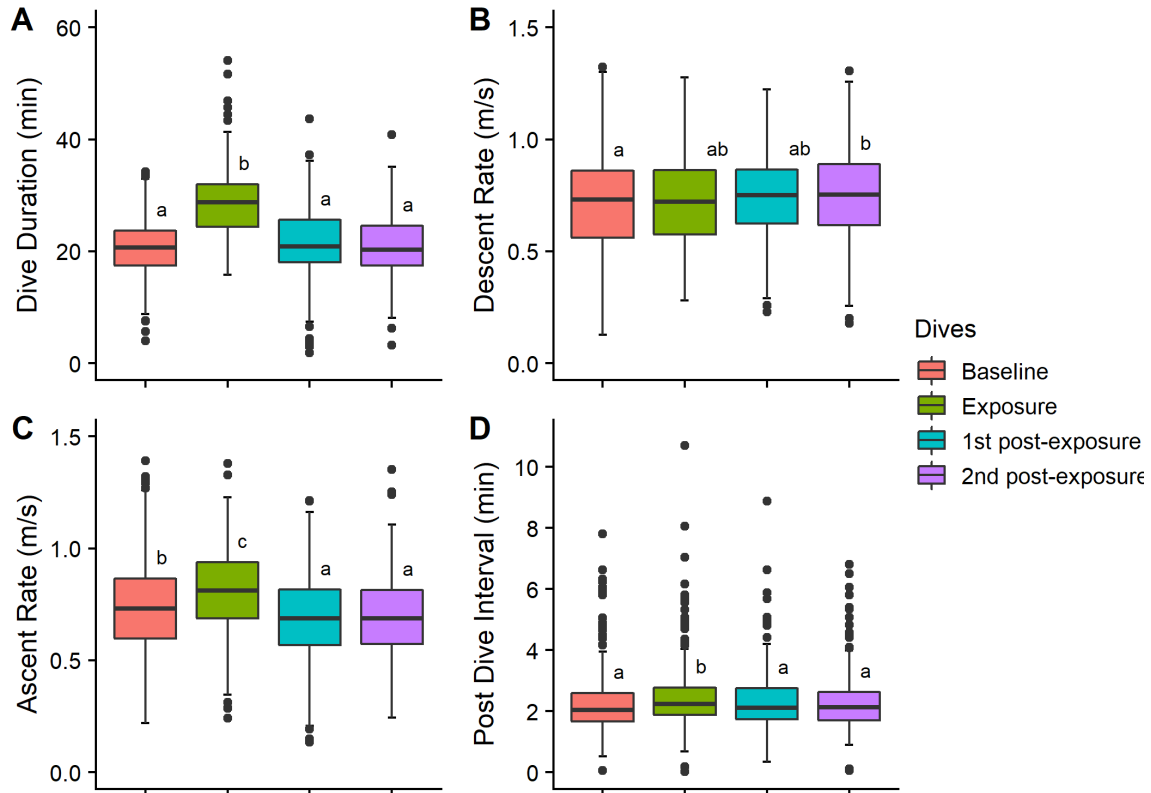 A
Dive Duration (min)
60
40
20
0
a
b
a
a
B
Descent Rate (m/s)
1.5
1.0
0.5
0.0
a
ab
ab
b
C
Ascent Rate (m/s)
1.5
1.0
0.5
0.0
b
c
a
a
D
Post Dive Interval (min)
10
8
6
4
2
0
a
b
a
a
Dives
Baseline
Exposure
1st post-exposure
2nd post-exposure